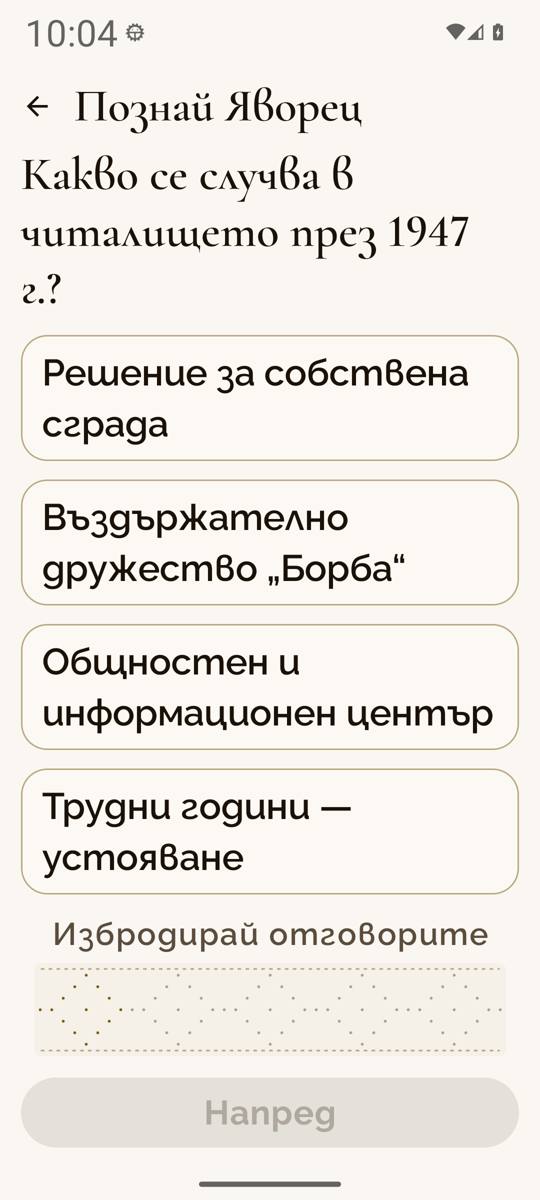 10:04
Познай Яворец
Какво се случва в
читалището през 1947
г.?
Решение за собствена
сграда
Въздържателно
дружество „Борба“
Общностен и
информационен център
Трудни години —
устояване
Избродирай отговорите
Напред